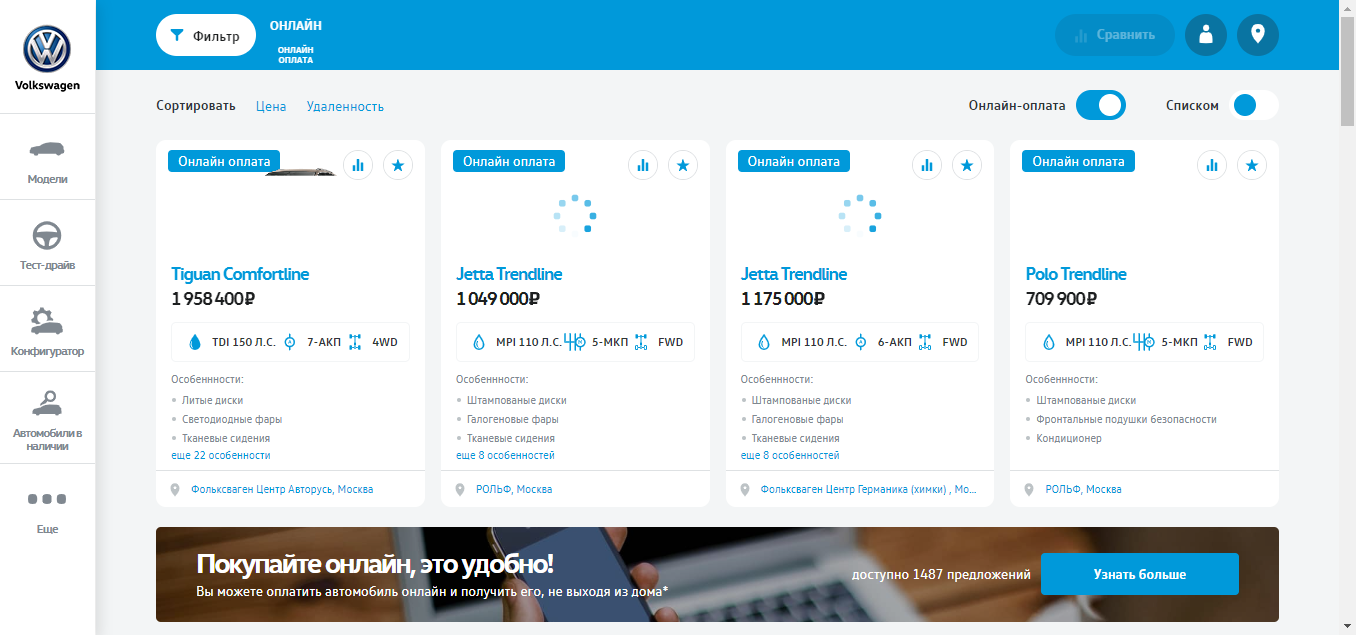 Volkswagen
Модели
Тест-драйв
Конфигуратор
Автомобили в
наличии
Еще
Фильтр
ОНЛАЙН
ОНЛАЙН
ОПЛАТА
Сравнить
Сортировать Цена Удаленность
Онлайн-оплата Списком
Онлайн оплата
Tiguan Comfortline
1 958 400₽
TDI 150 Л.С. 7-АКП 4WD
Особеннности:
Литые диски
Светодиодные фары
Тканевые сидения
еще 22 особенности
Фольксваген Центр Авторусь, Москва
Онлайн оплата
Jetta Trendline
1 049 000₽
MPI 110 Л.С. 5-МКП FWD
Особеннности:
Штампованые диски
Галогеновые фары
Тканевые сидения
еще 8 особенностей
РОЛЬФ, Москва
Онлайн оплата
Jetta Trendline
1 175 000₽
MPI 110 Л.С. 6-АКП FWD
Особеннности:
Штампованые диски
Галогеновые фары
Тканевые сидения
еще 8 особенностей
Фольксваген Центр Германика (химки) , Мо...
Онлайн оплата
Polo Trendline
709 900₽
MPI 110 Л.С. 5-МКП FWD
Особеннности:
Штампованые диски
Фронтальные подушки безопасности
Кондиционер
РОЛЬФ, Москва
Покупайте онлайн, это удобно!
Вы можете оплатить автомобиль онлайн и получить его, не выходя из дома*
доступно 1487 предложений
Узнать больше